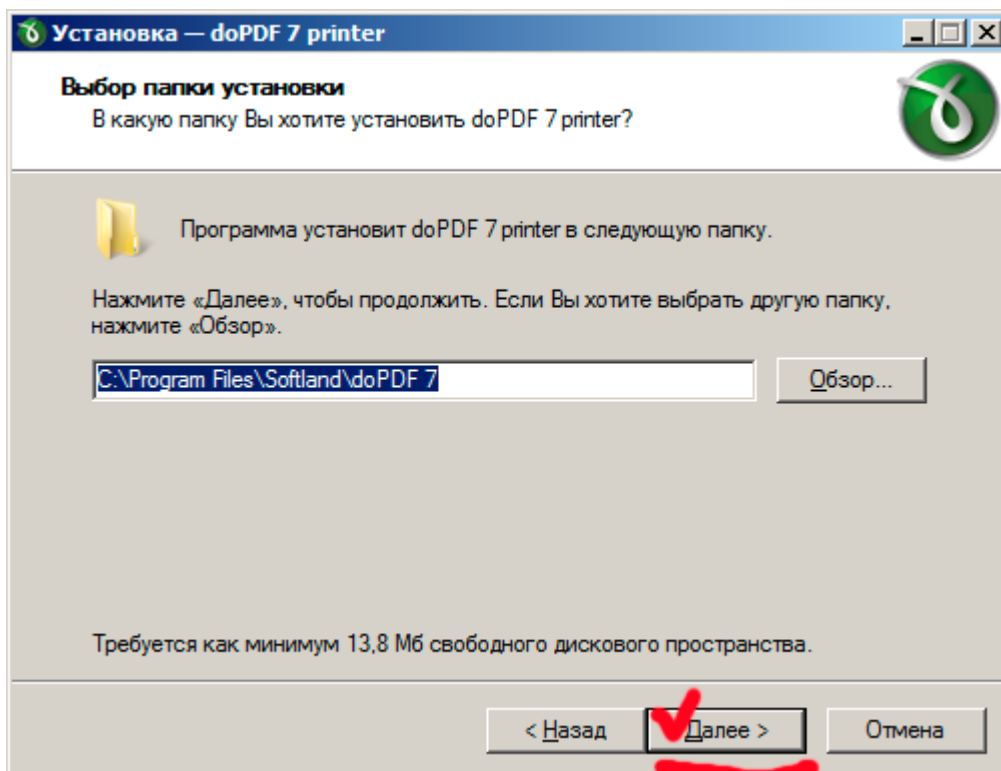 Установка — doPDF 7 printer
Выбор папки установки
В какую папку Вы хотите установить doPDF 7 printer?
Программа установит doPDF 7 printer в следующую папку.
Нажмите «Далее», чтобы продолжить. Если Вы хотите выбрать другую папку,
нажмите «Обзор».
C:\Program Files\Softland\doPDF 7
Обзор...
Требуется как минимум 13,8 Мб свободного дискового пространства.
< Назад
Далее >
Отмена